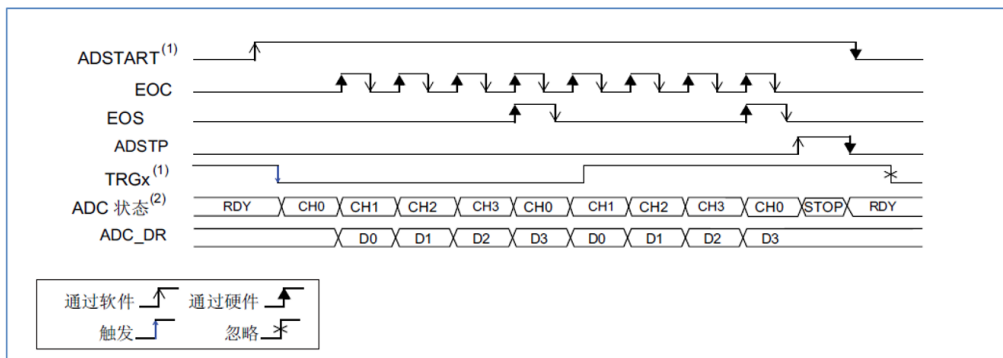 ADSTART(1)
EOC
EOS
ADSTP
TRGx(1)
ADC 状态(2) RDY CH0 CH1 CH2 CH3 CH0 CH1 CH2 CH3 CH0 STOP RDY
ADC_DR D0 D1 D2 D3 D0 D1 D2 D3
通过软件 通过硬件
触发 忽略